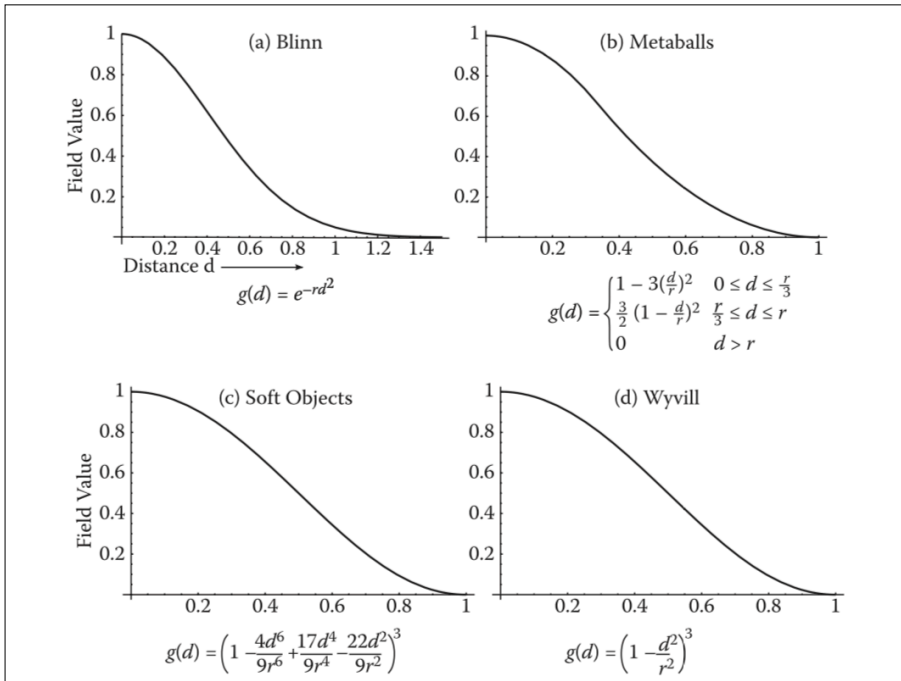 (a) Blinn
1
0.8
0.6
0.4
0.2
Field Value
0.2 0.4 0.6 0.8 1 1.2 1.4
Distance d ⟶
g(d) = e^{−rd^2}
(b) Metaballs
1
0.8
0.6
0.4
0.2
0.2 0.4 0.6 0.8 1
1 − 3(d/r)^2 0 ≤ d ≤ r/3
g(d) = { 3/2 (1 − d/r)^2 r/3 ≤ d ≤ r
0 d > r
(c) Soft Objects
1
0.8
0.6
0.4
0.2
Field Value
0.2 0.4 0.6 0.8 1
g(d) = (1 − 4d^6/9r^6 + 17d^4/9r^4 − 22d^2/9r^2)^3
(d) Wyvill
1
0.8
0.6
0.4
0.2
0.2 0.4 0.6 0.8 1
g(d) = (1 − d^2/r^2)^3